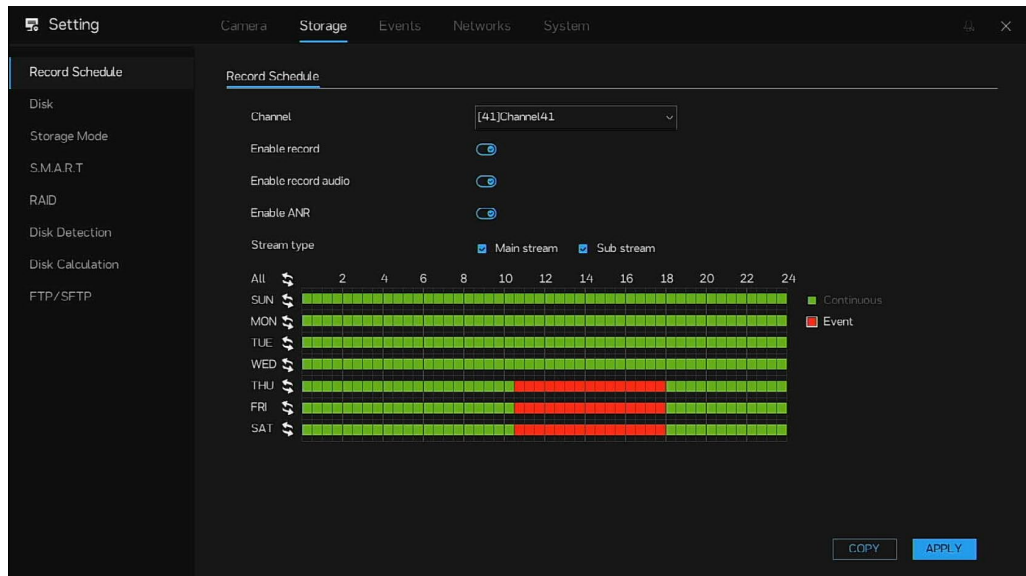 Setting
Camera Storage Events Networks System
Record Schedule
Disk
Storage Mode
S.M.A.R.T
RAID
Disk Detection
Disk Calculation
FTP/SFTP
Record Schedule
Channel [41]Channel41
Enable record
Enable record audio
Enable ANR
Stream type Main stream Sub stream
All 2 4 6 8 10 12 14 16 18 20 22 24
SUN Continuous
MON Event
TUE
WED
THU
FRI
SAT
COPY APPLY